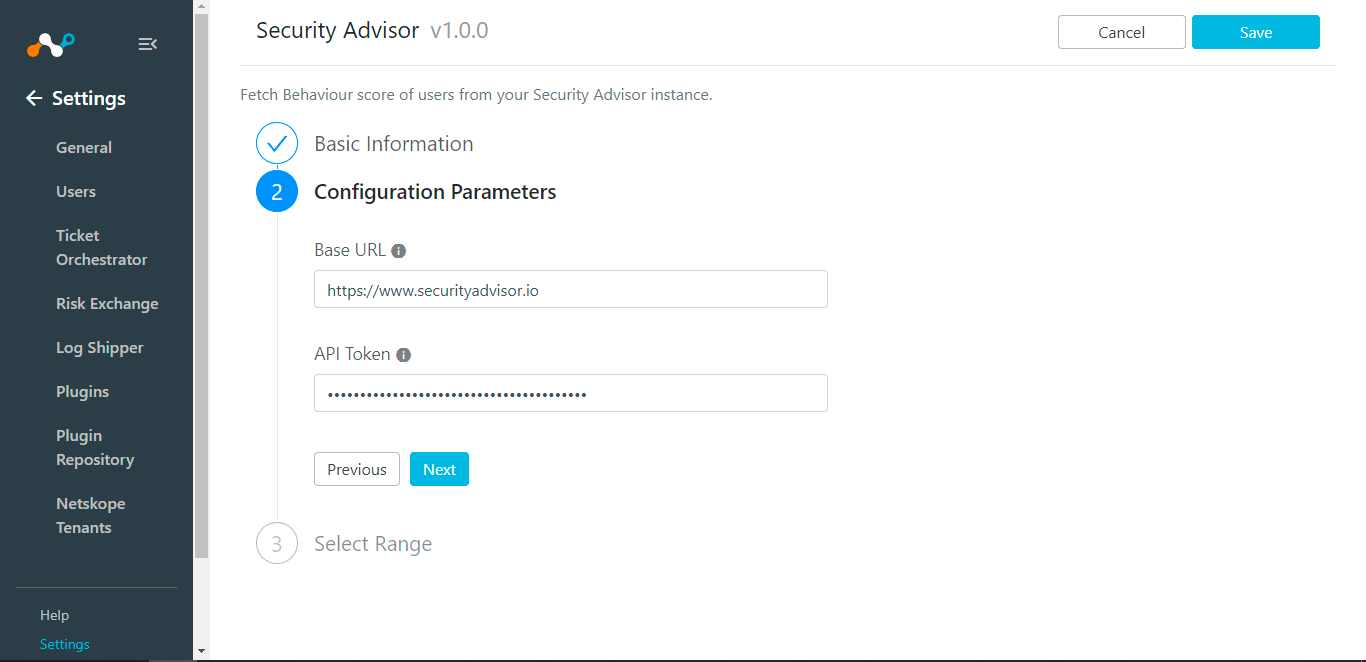 Settings
General
Users
Ticket
Orchestrator
Risk Exchange
Log Shipper
Plugins
Plugin
Repository
Netskope
Tenants
Help
Settings
Security Advisor v1.0.0
Cancel
Save
Fetch Behaviour score of users from your Security Advisor instance.
Basic Information
2
Configuration Parameters
Base URL
https://www.securityadvisor.io
API Token
••••••••••••••••••••••••••••••••••••••••
Previous
Next
3
Select Range